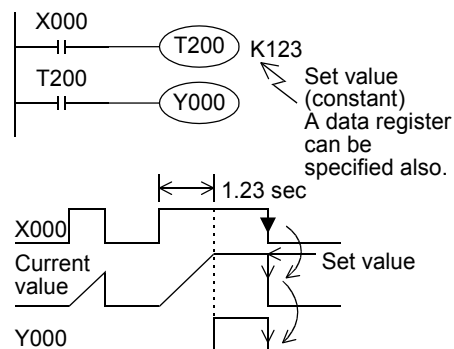 X000
T200 K123
T200
Y000
Set value
(constant)
A data register
can be
specified also.
1.23 sec
X000
Current
value
Set value
Y000